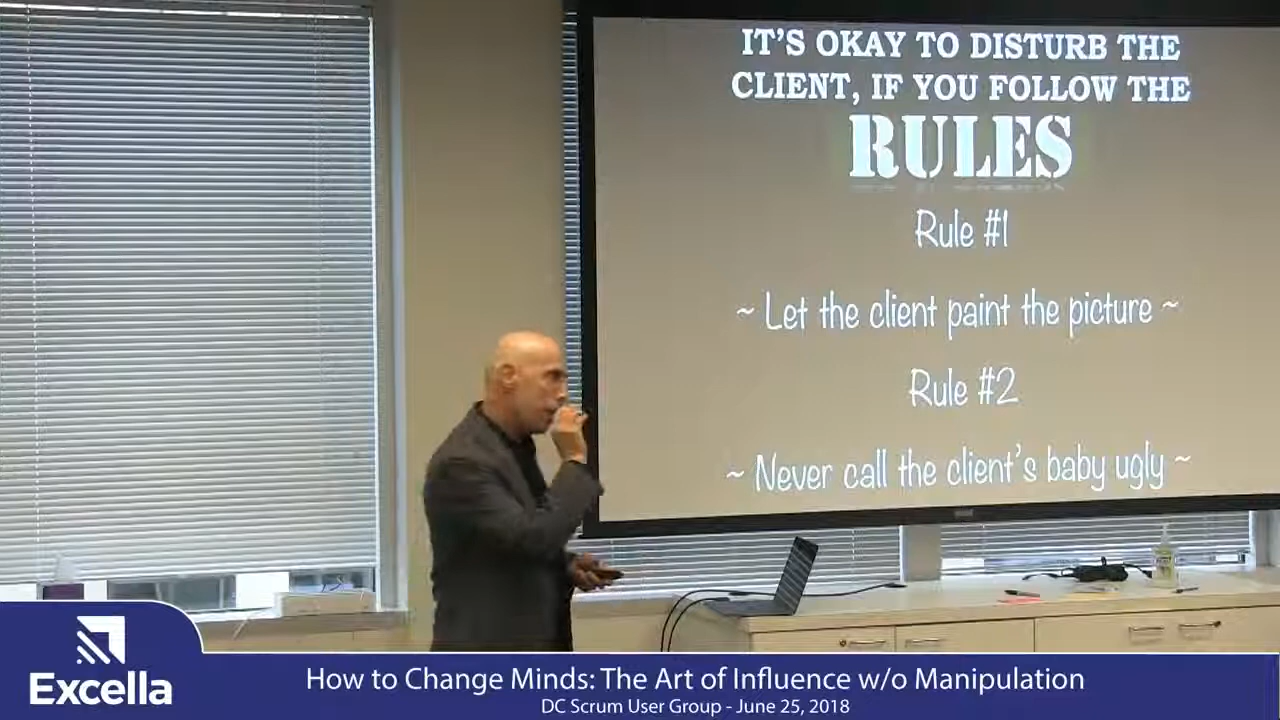 IT'S OKAY TO DISTURB THE
CLIENT, IF YOU FOLLOW THE
RULES
Rule #1
~ Let the client paint the picture ~
Rule #2
~ Never call the client's baby ugly ~
Excella
How to Change Minds: The Art of Influence w/o Manipulation
DC Scrum User Group - June 25, 2018